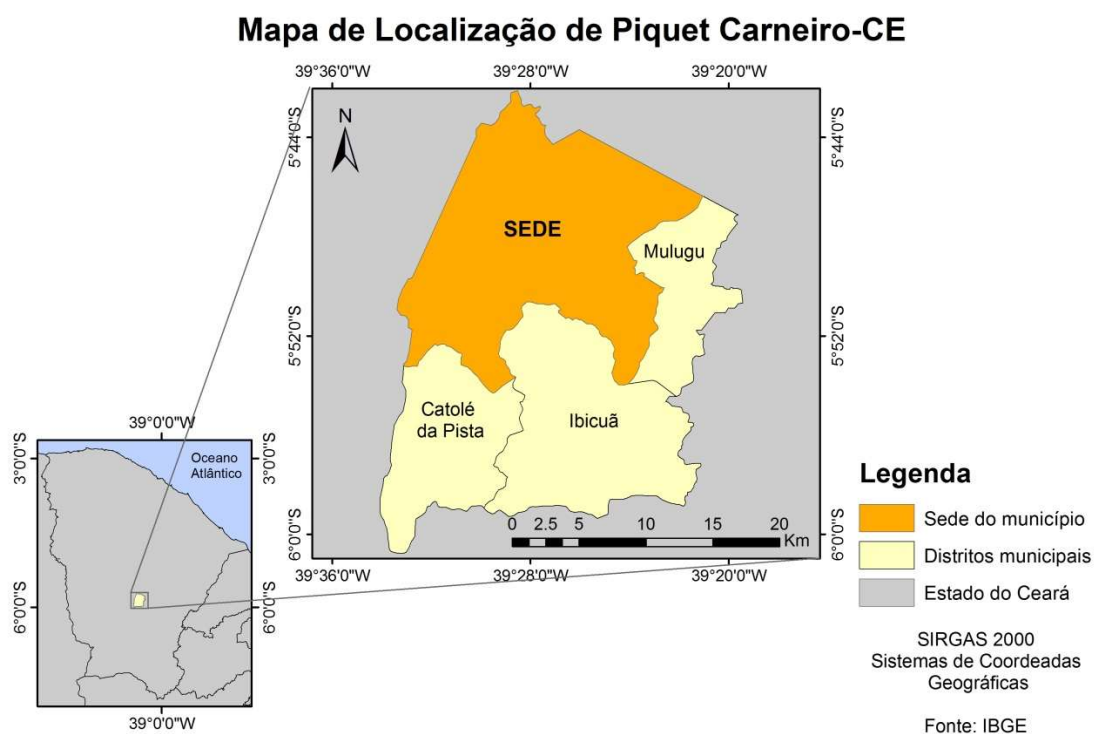 Mapa de Localização de Piquet Carneiro-CE
39°36'0"W 39°28'0"W 39°20'0"W
N
5°44'0"S 5°44'0"S
SEDE
Mulugu
5°52'0"S 5°52'0"S
Catolé
da Pista
Ibicuã
0 2.5 5 10 15 20
Km
6°0'0"S
39°36'0"W 39°28'0"W 39°20'0"W
39°0'0"W
3°0'0"S 3°0'0"S
Oceano
Atlântico
6°0'0"S 6°0'0"S
39°0'0"W
Legenda
Sede do município
Distritos municipais
Estado do Ceará
SIRGAS 2000
Sistemas de Coordeadas
Geográficas
Fonte: IBGE